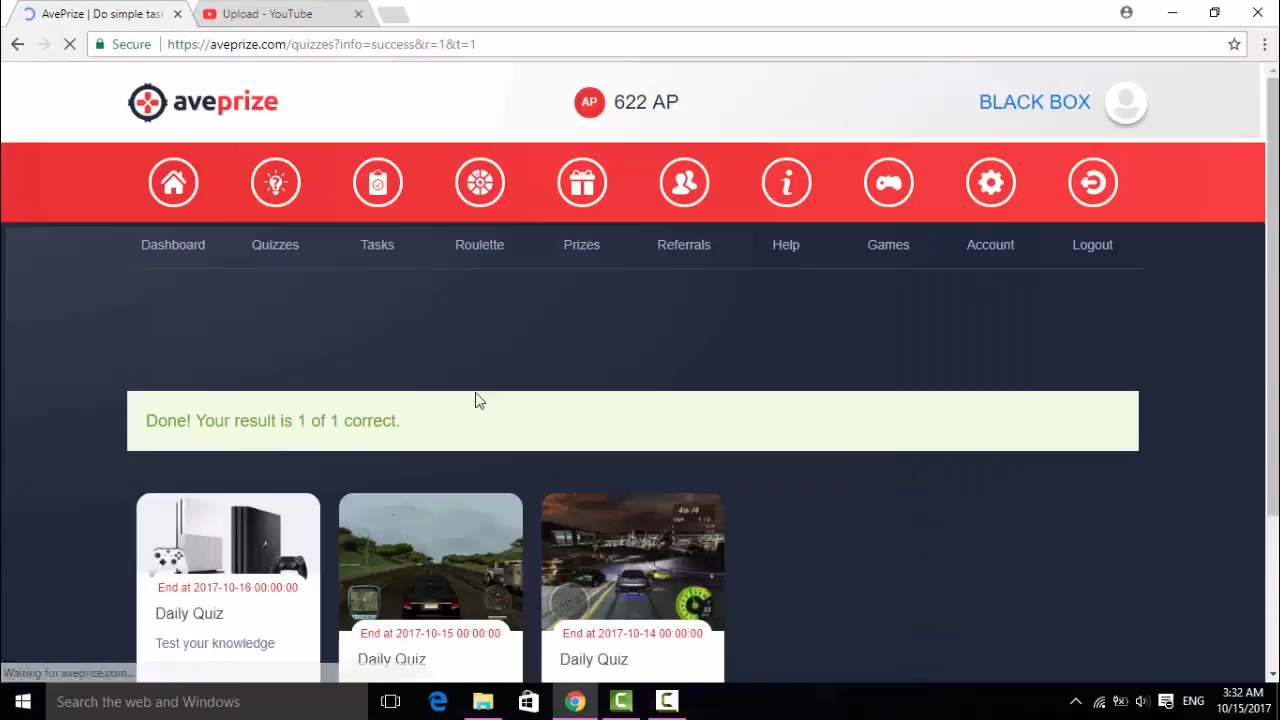 AvePrize | Do simple tas
Upload - YouTube
Secure
https://aveprize.com/quizzes?info=success&r=1&t=1
aveprize
AP 622 AP
BLACK BOX
Dashboard
Quizzes
Tasks
Roulette
Prizes
Referrals
Help
Games
Account
Logout
Done! Your result is 1 of 1 correct.
End at 2017-10-16 00:00:00
Daily Quiz
Test your knowledge
End at 2017-10-15 00:00:00
Daily Quiz
End at 2017-10-14 00:00:00
Daily Quiz
Waiting for aveprize.com...
Search the web and Windows
ENG
3:32 AM
10/15/2017